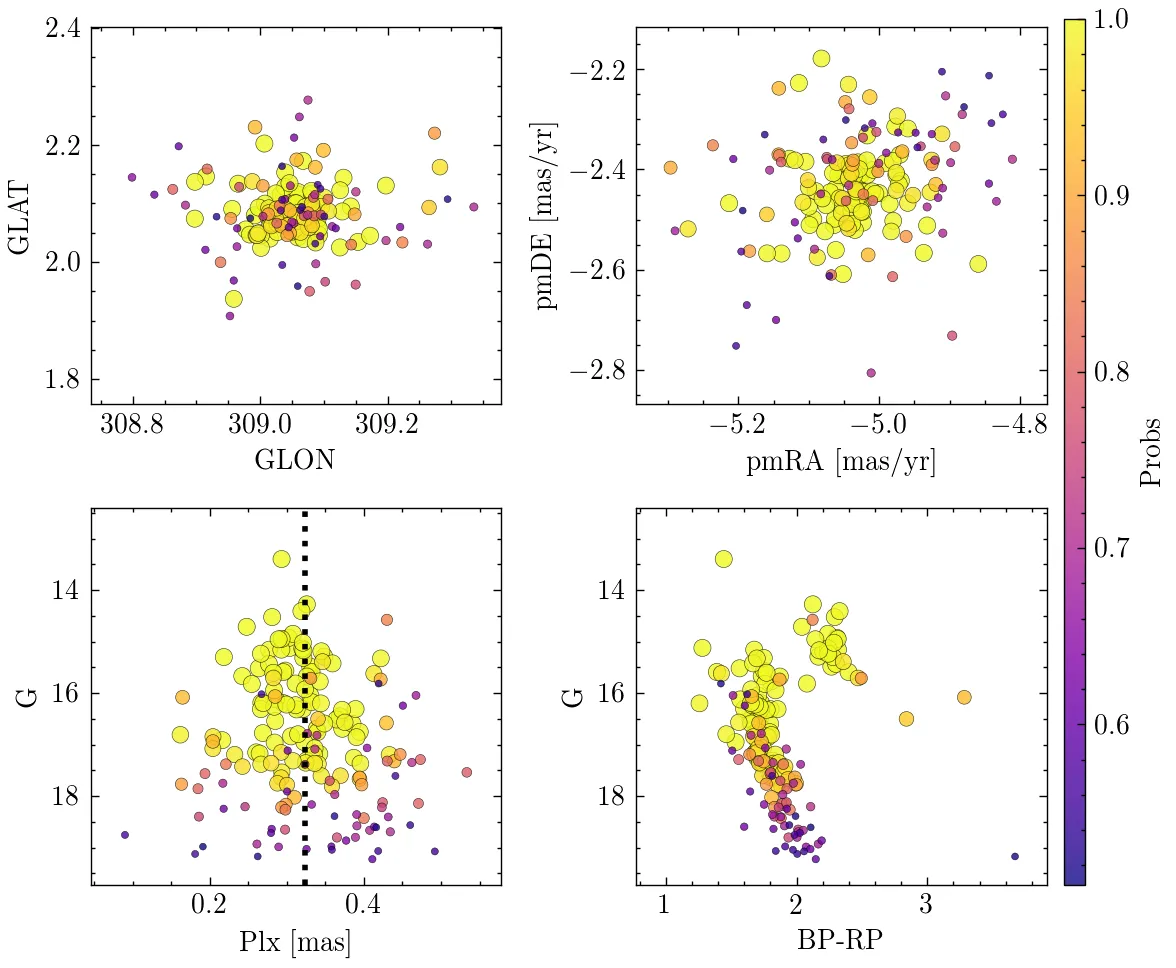 2.4
2.2
2.0
1.8
GLAT
308.8 309.0 309.2
GLON
−2.2
−2.4
−2.6
−2.8
pmDE [mas/yr]
−5.2 −5.0 −4.8
pmRA [mas/yr]
14
16
18
G
0.2 0.4
Plx [mas]
14
16
18
G
1 2 3
BP-RP
1.0
0.9
0.8
0.7
0.6
Probs